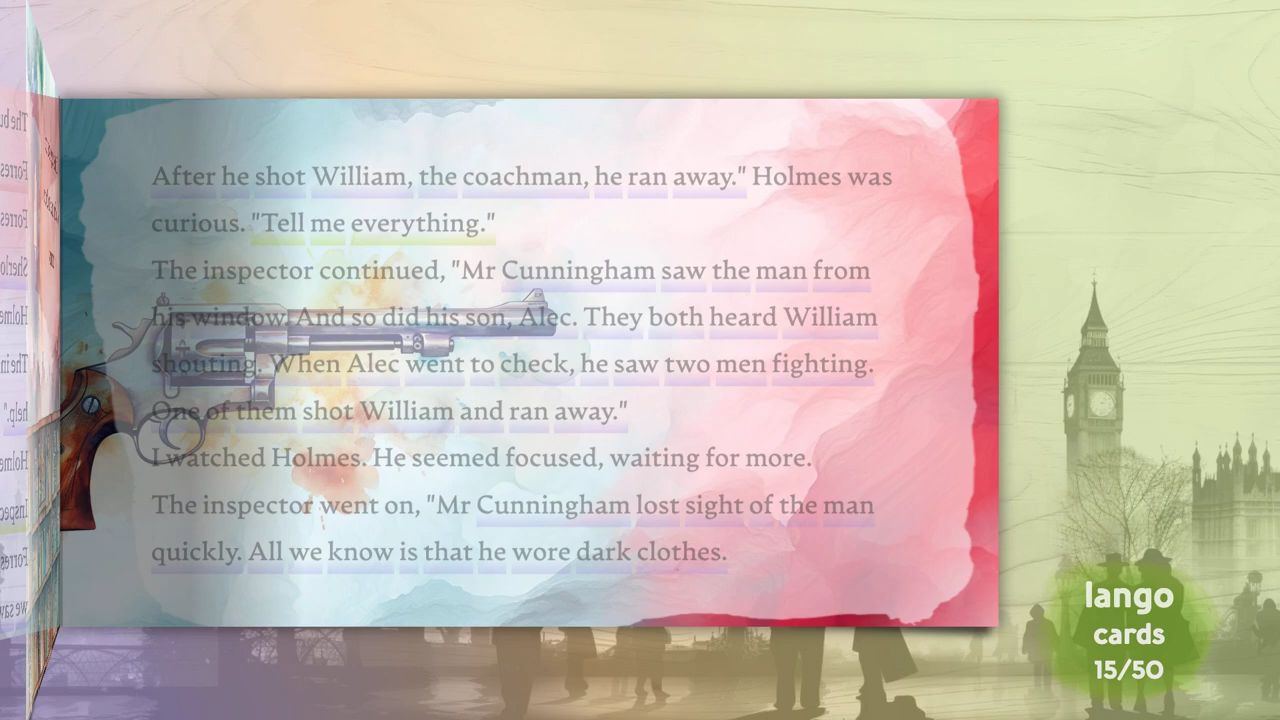 After he shot William, the coachman, he ran away." Holmes was
curious. "Tell me everything."
The inspector continued, "Mr Cunningham saw the man from
his window. And so did his son, Alec. They both heard William
shouting. When Alec went to check, he saw two men fighting.
One of them shot William and ran away."
I watched Holmes. He seemed focused, waiting for more.
The inspector went on, "Mr Cunningham lost sight of the man
quickly. All we know is that he wore dark clothes.
lango
cards
15/50